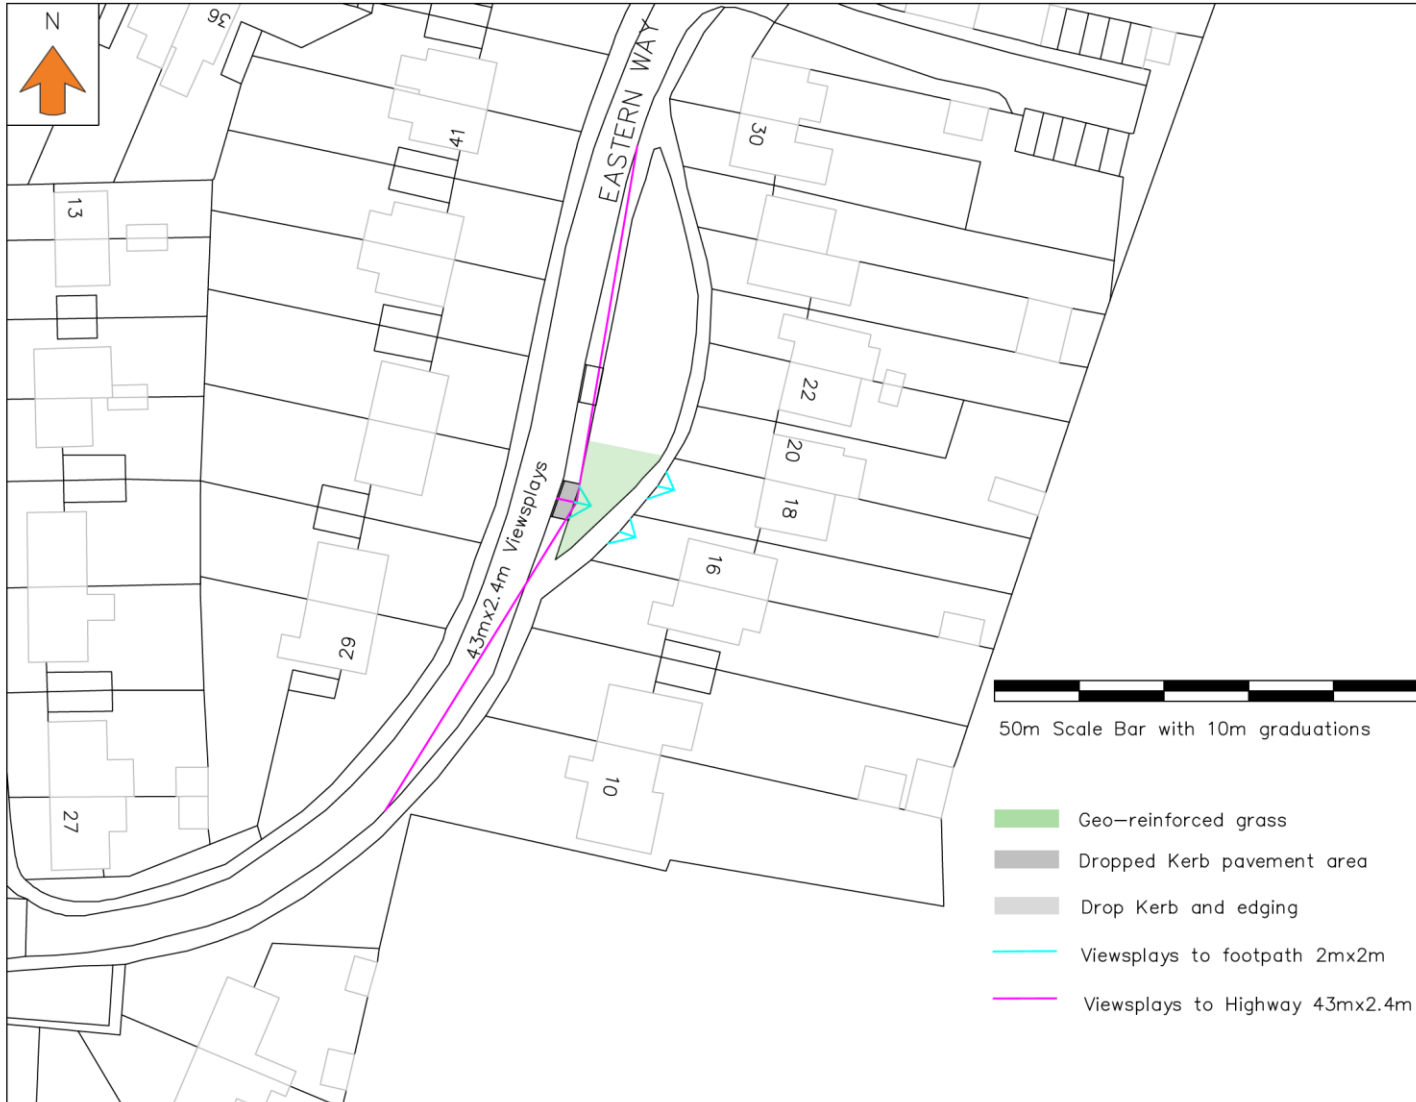 N
36
EASTERN WAY
41
30
13
22
20
18
43mx2.4m Viewsplays
16
29
10
27
50m Scale Bar with 10m graduations
Geo-reinforced grass
Dropped Kerb pavement area
Drop Kerb and edging
Viewsplays to footpath 2mx2m
Viewsplays to Highway 43mx2.4m